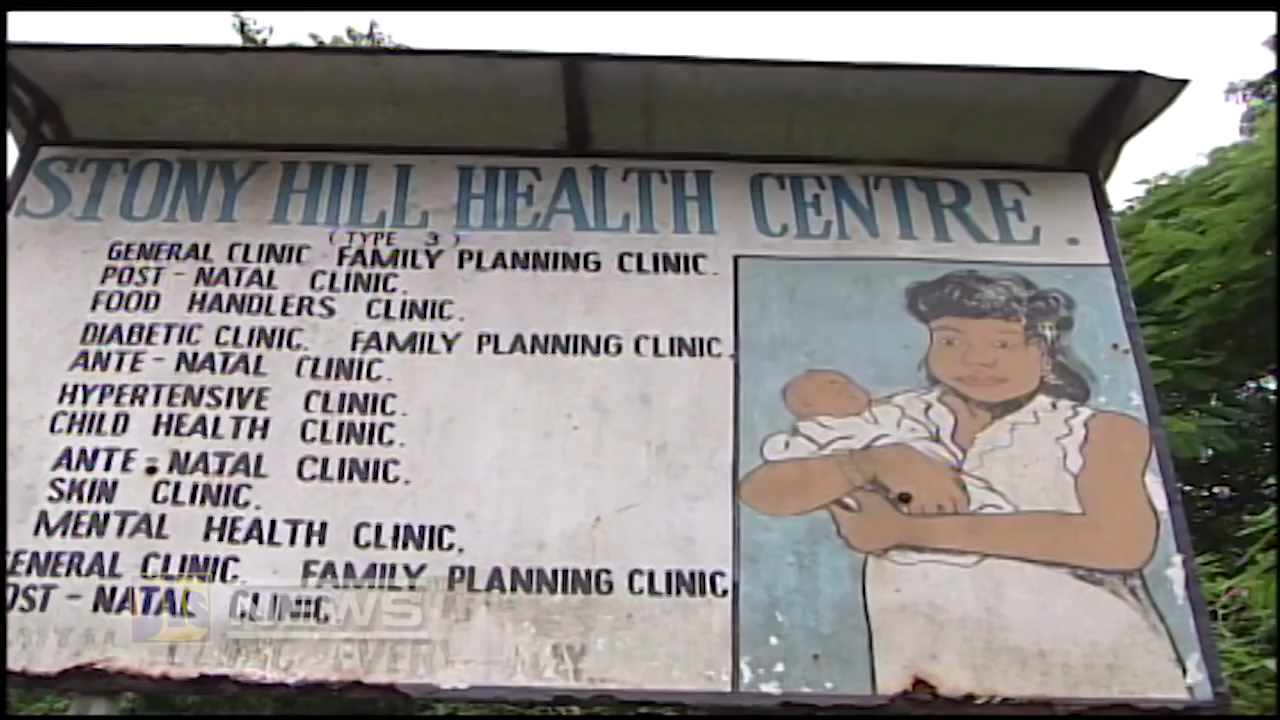 STONY HILL HEALTH CENTRE.
(TYPE 3)
GENERAL CLINIC FAMILY PLANNING CLINIC.
POST-NATAL CLINIC.
FOOD HANDLERS CLINIC.
DIABETIC CLINIC. FAMILY PLANNING CLINIC.
ANTE-NATAL CLINIC.
HYPERTENSIVE CLINIC.
CHILD HEALTH CLINIC.
ANTE-NATAL CLINIC.
SKIN CLINIC.
MENTAL HEALTH CLINIC.
ENERAL CLINIC. FAMILY PLANNING CLINIC
OST-NATAL CLINIC.
NEWS
EVERY